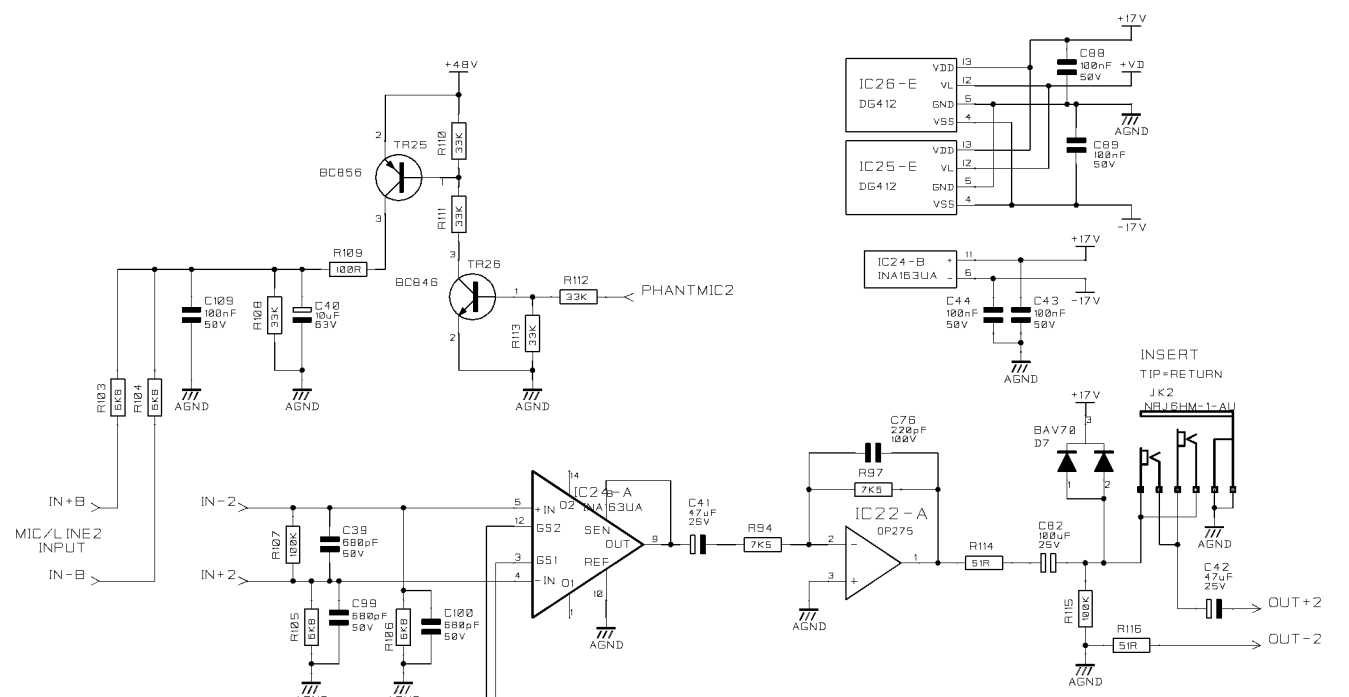 +17V
C88
100nF
50V
+VD
IC26-E
DG412
VDD 13
VL 12
GND 5
VSS 4
AGND
C89
100nF
50V
IC25-E
DG412
VDD 13
VL 12
GND 5
VSS 4
-17V
+48V
2
TR25
BC856
1
3
R110
33K
R111
33K
R109
100R
3
TR26
BC846
1
2
R112
33K
PHANTMIC2
R113
33K
AGND
C109
100nF
50V
AGND
R108
33K
C40
10uF
63V
AGND
R103
6K8
R104
6K8
IC24-B
INA163UA
+ 11
- 6
+17V
-17V
C44
100nF
50V
C43
100nF
50V
AGND
INSERT
TIP=RETURN
JK2
NRJ6HM-1-AU
+17V
3
BAV70
D7
1
2
AGND
MIC/LINE2
INPUT
IN+B
IN-B
IN-2
IN+2
R107
100K
C39
680pF
50V
R105
6K8
C99
680pF
50V
AGND
R106
6K8
C100
680pF
50V
AGND
IC24-A
INA163UA
14
O2
8
5 +IN
12 GS2
3 GS1
4 -IN
SEN
OUT 9
REF
10
O1
1
AGND
C41
47uF
25V
R94
7K5
C76
220pF
100V
R97
7K5
IC22-A
OP275
2 -
3 +
1
AGND
R114
51R
C82
100uF
25V
R115
100K
AGND
R116
51R
C42
47uF
25V
OUT+2
OUT-2